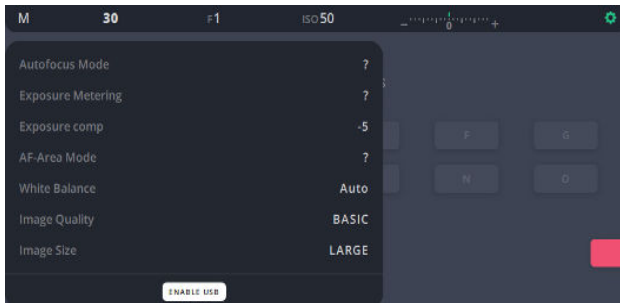 M 30 F1 ISO50 - 0 +
Autofocus Mode ?
Exposure Metering ?
Exposure comp -5
AF-Area Mode ?
White Balance Auto
Image Quality BASIC
Image Size LARGE
ENABLE USB
S
F G
N O